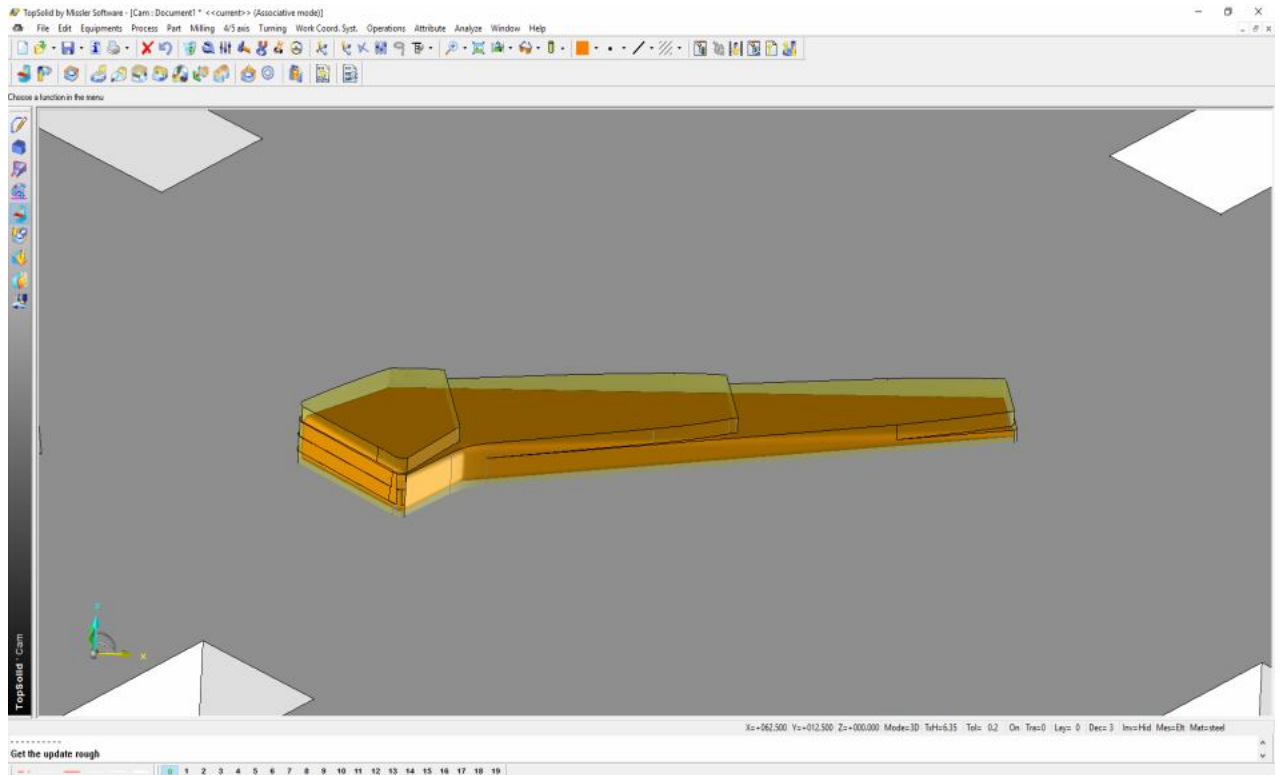 TopSolid by Missler Software - [Cam : Document1 * <<current>> (Associative mode)]
File Edit Equipments Process Part Milling 4/5 axis Turning Work Coord. Syst. Operations Attribute Analyze Window Help
Choose a function in the menu
z
x
TopSolid'Cam
X=+062.500 Y=+012.500 Z=+000.000 Mode=3D TxH=6.35 Tol= 0.2 On Tra=0 Lay= 0 Dec= 3 Inv=Hid Mes=Elt Mat=steel
----------
Get the update rough
0 1 2 3 4 5 6 7 8 9 10 11 12 13 14 15 16 17 18 19